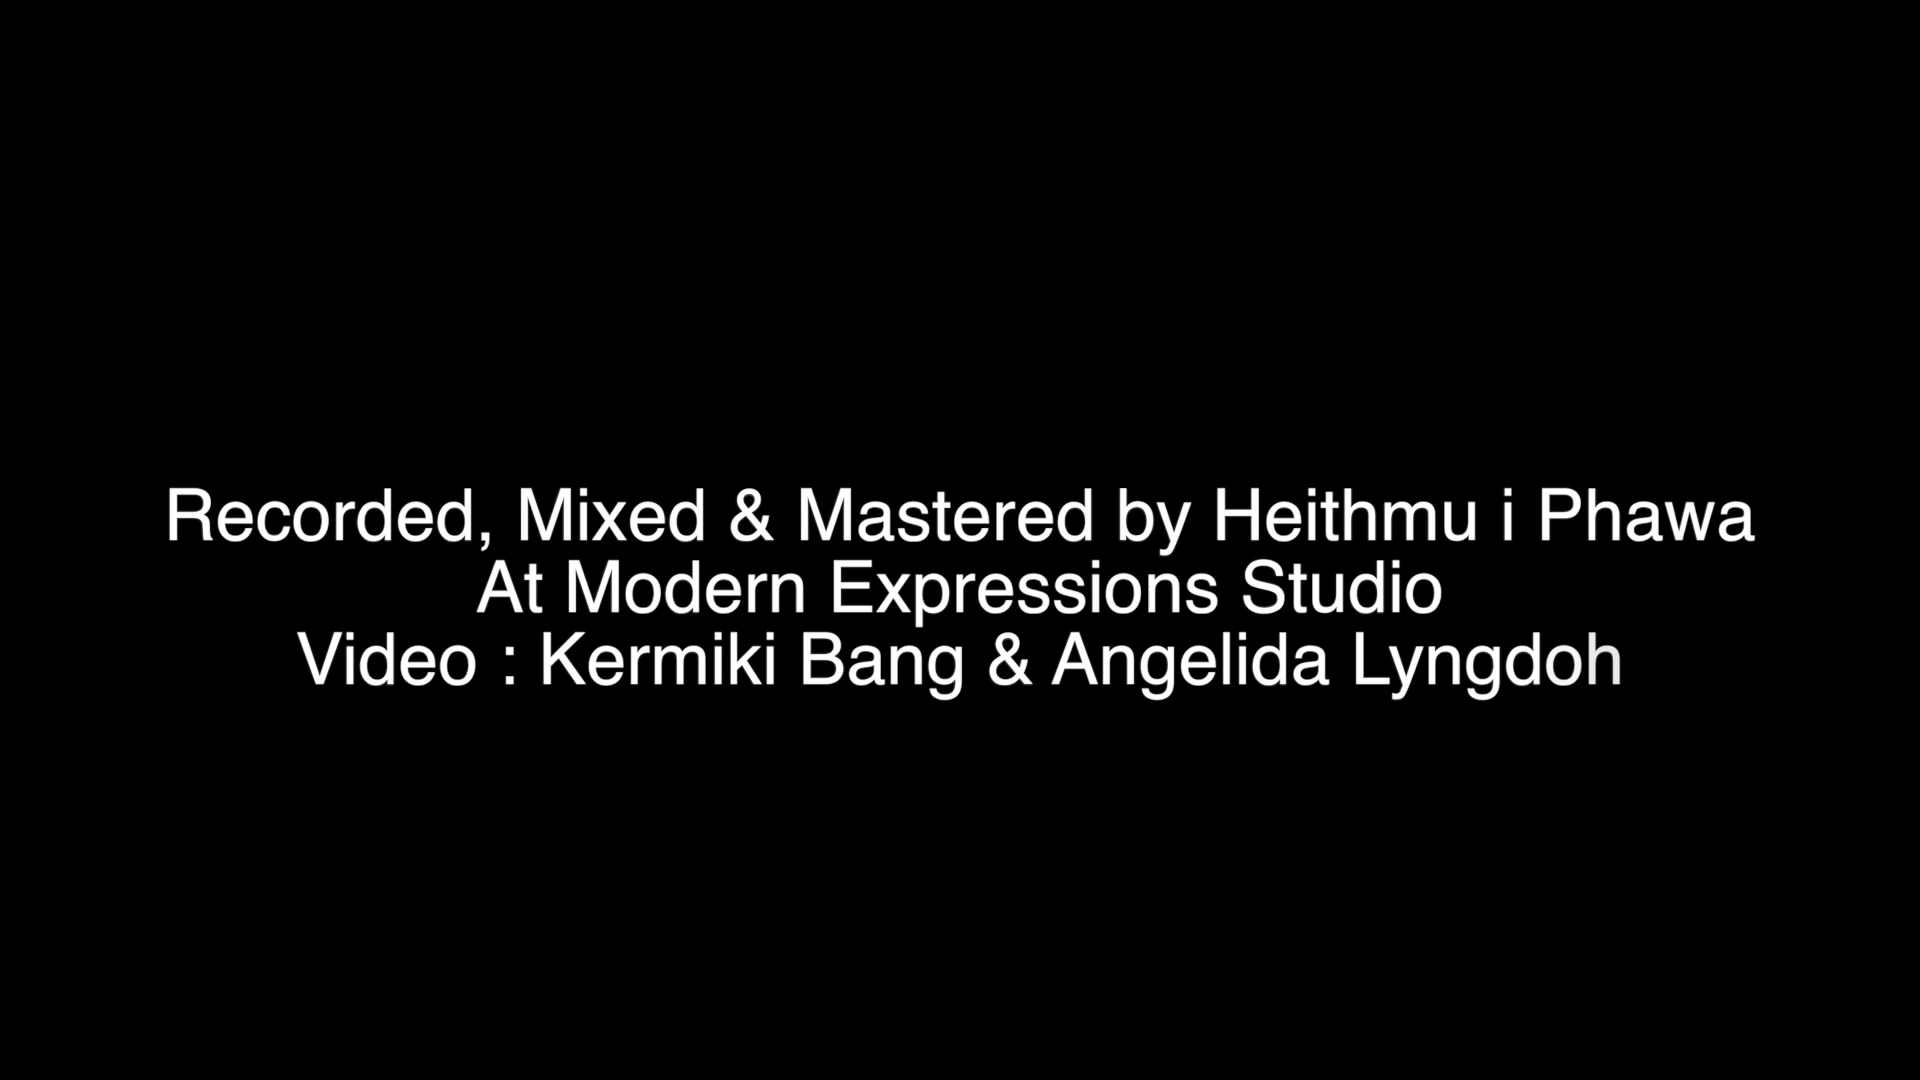 Recorded, Mixed & Mastered by Heithmu i Phawa
At Modern Expressions Studio
Video : Kermiki Bang & Angelida Lyngdoh